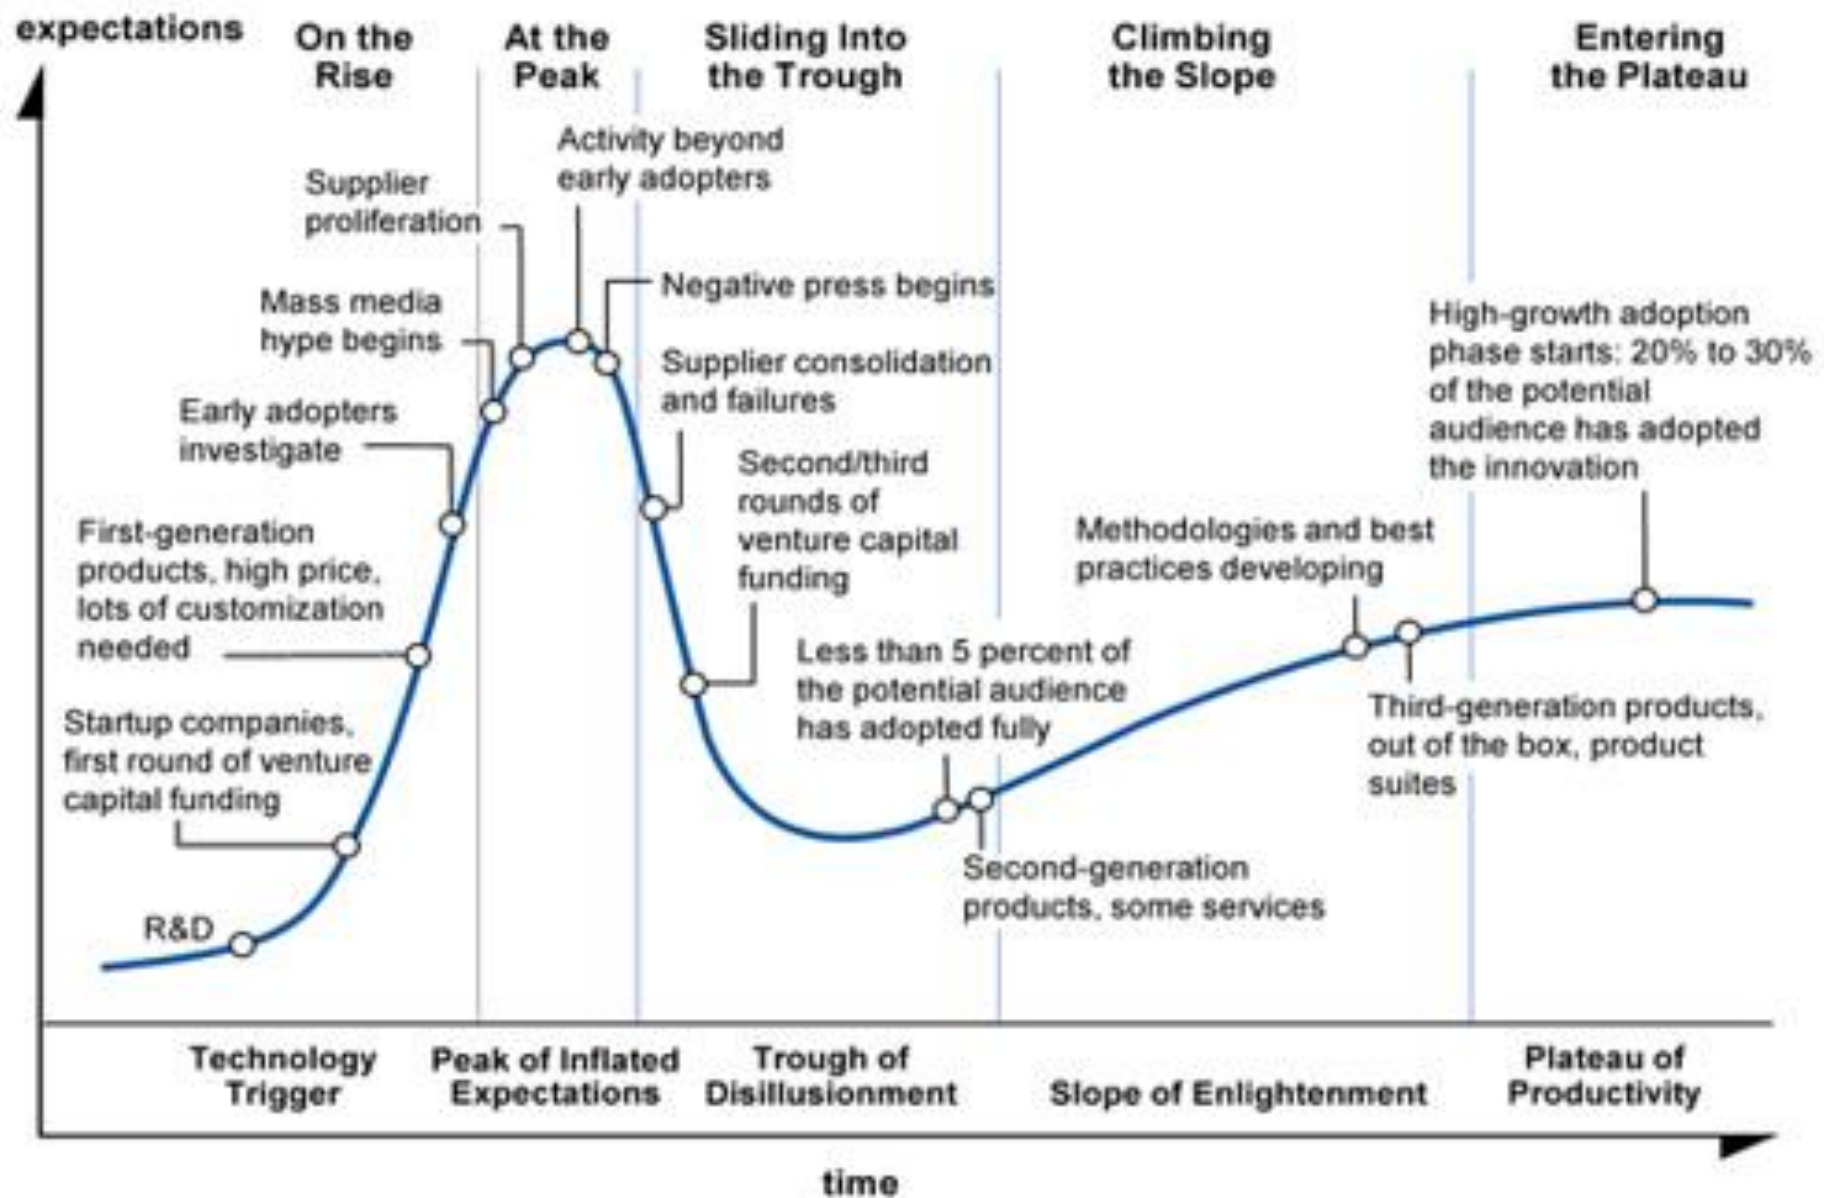 expectations
On the
Rise
At the
Peak
Sliding Into
the Trough
Climbing
the Slope
Entering
the Plateau
Activity beyond
early adopters
Supplier
proliferation
Negative press begins
Mass media
hype begins
Supplier consolidation
and failures
Early adopters
investigate
Second/third
rounds of
venture capital
funding
First-generation
products, high price,
lots of customization
needed
Startup companies,
first round of venture
capital funding
R&D
Less than 5 percent of
the potential audience
has adopted fully
Second-generation
products, some services
Methodologies and best
practices developing
Third-generation products,
out of the box, product
suites
High-growth adoption
phase starts: 20% to 30%
of the potential
audience has adopted
the innovation
Technology
Trigger
Peak of Inflated
Expectations
Trough of
Disillusionment
Slope of Enlightenment
Plateau of
Productivity
time